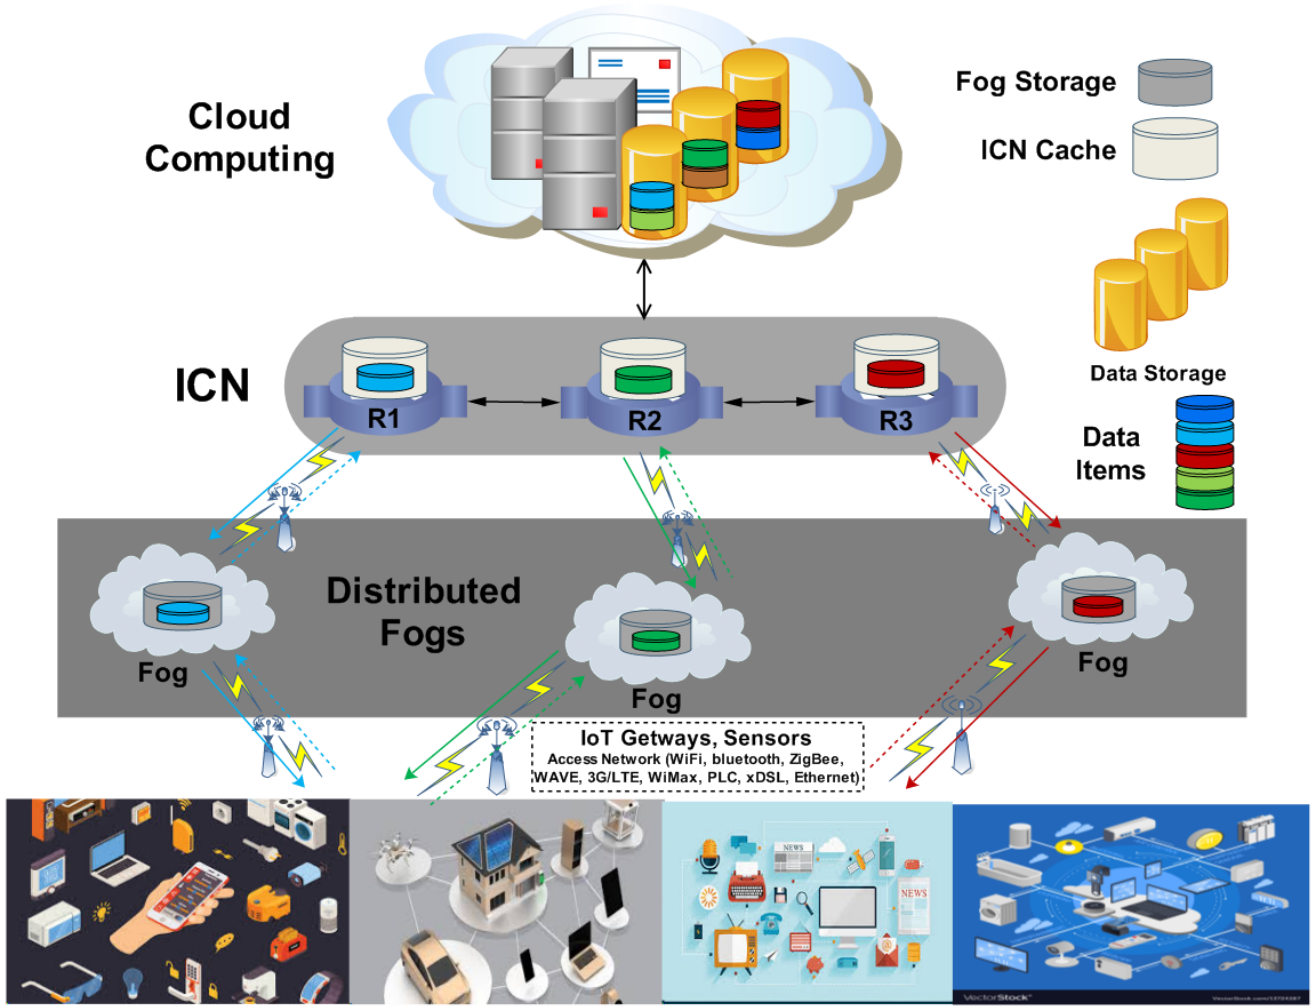 Cloud
Computing
Fog Storage
ICN Cache
Data Storage
Data
Items
ICN
R1
R2
R3
Distributed
Fogs
Fog
Fog
Fog
IoT Getways, Sensors
Access Network (WiFi, bluetooth, ZigBee,
WAVE, 3G/LTE, WiMax, PLC, xDSL, Ethernet)
NEWS
NEWS
VectorStock®